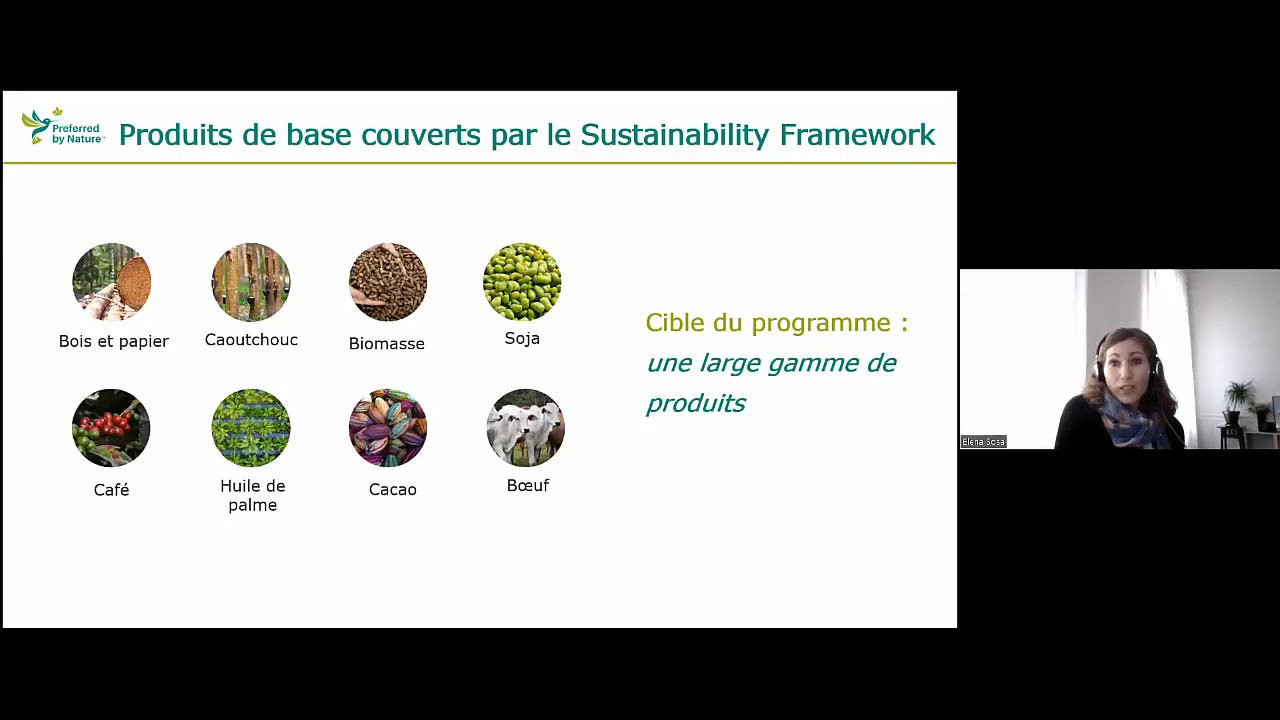 Preferred
by Nature™
Produits de base couverts par le Sustainability Framework
Bois et papier
Caoutchouc
Biomasse
Soja
Cible du programme :
une large gamme de
produits
Café
Huile de
palme
Cacao
Bœuf
Elena Sosa